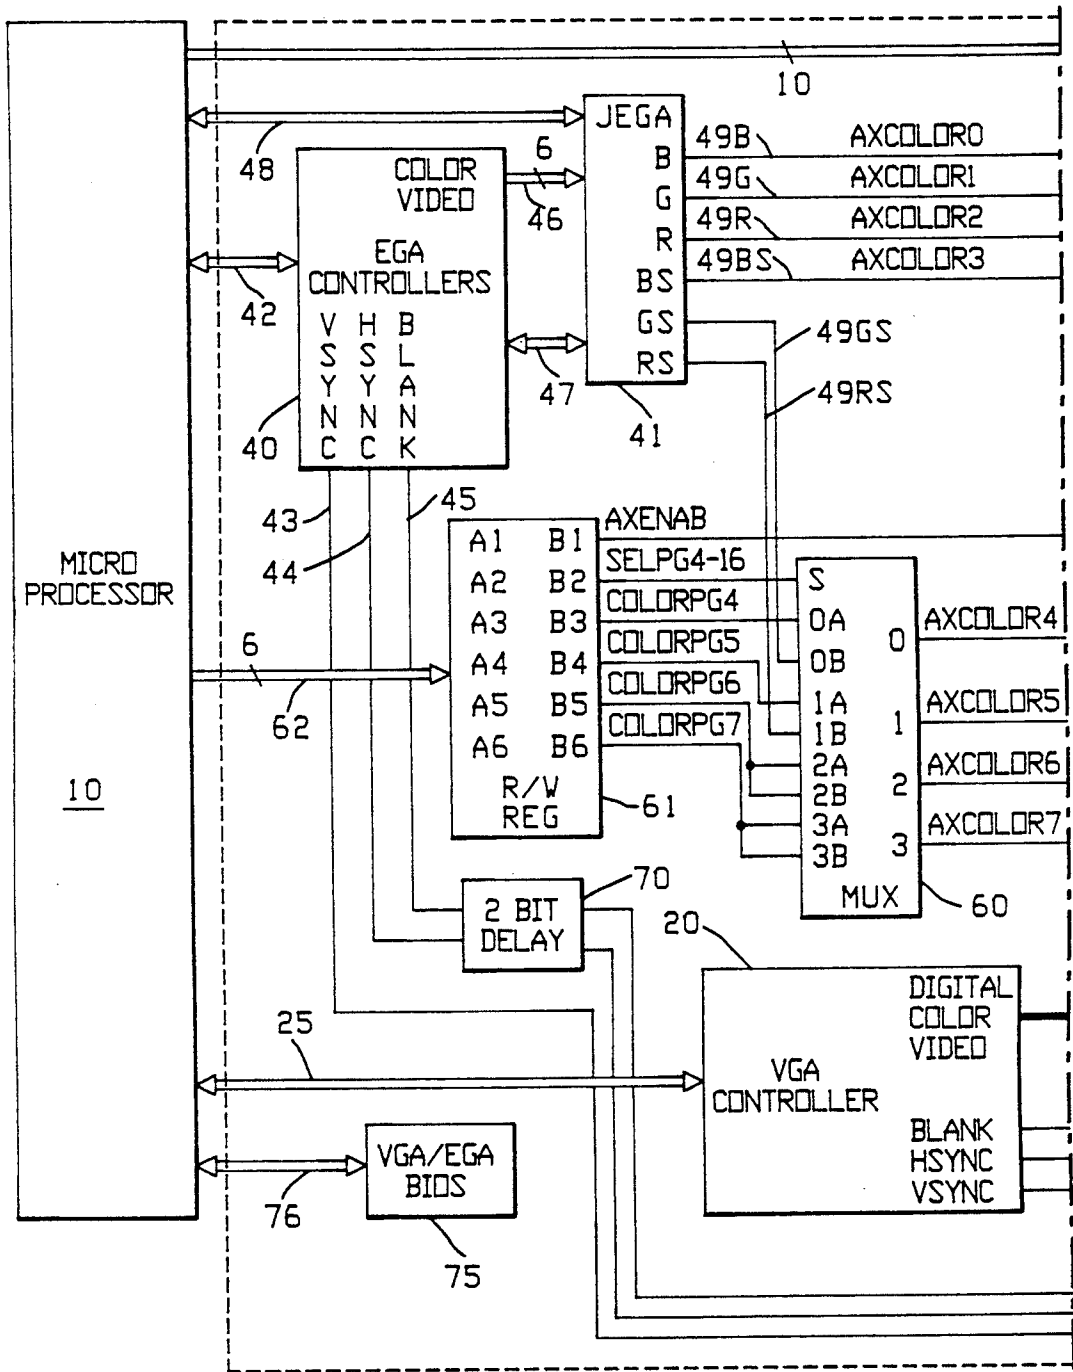 10
JEGA
48
6
49B
AXCOLOR0
B
COLOR
VIDEO
46
49G
AXCOLOR1
G
49R
AXCOLOR2
R
49BS
AXCOLOR3
BS
EGA
CONTROLLERS
42
GS
49GS
RS
47
49RS
VSYNC
HSYNC
BLANK
40
41
43
44
45
MICRO
PROCESSOR
10
A1 B1
A2 B2
A3 B3
A4 B4
A5 B5
A6 B6
R/W
REG
61
6
62
AXENAB
SELPG4-16
COLORPG4
COLORPG5
COLORPG6
COLORPG7
S
0A
0B
1A
1B
2A
2B
3A
3B
0
1
2
3
MUX
60
AXCOLOR4
AXCOLOR5
AXCOLOR6
AXCOLOR7
2 BIT
DELAY
70
20
DIGITAL
COLOR
VIDEO
VGA
CONTROLLER
BLANK
HSYNC
VSYNC
25
VGA/EGA
BIOS
76
75